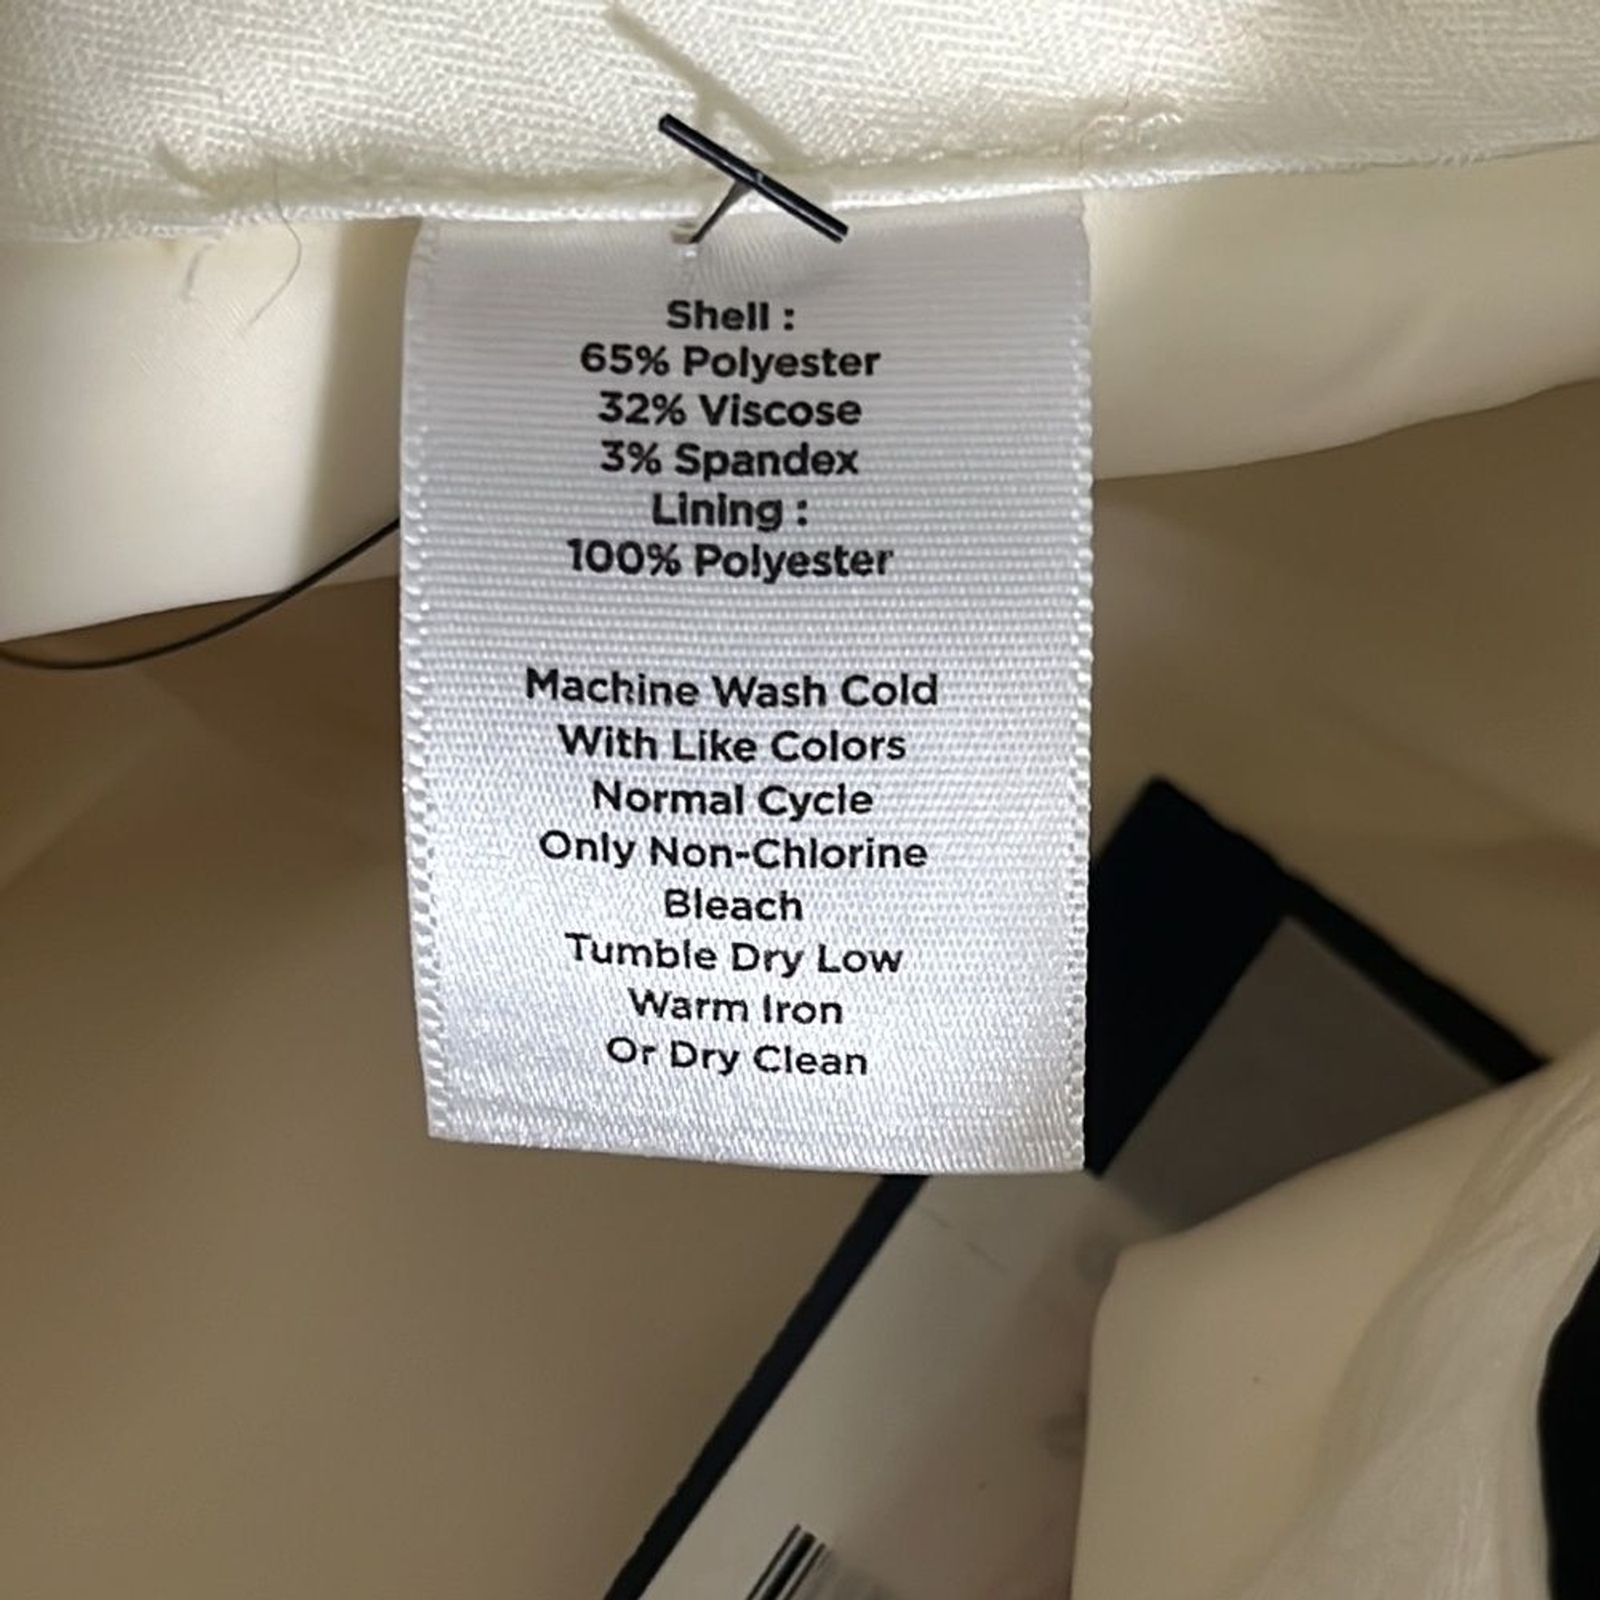 Shell :
65% Polyester
32% Viscose
3% Spandex
Lining :
100% Polyester
Machine Wash Cold
With Like Colors
Normal Cycle
Only Non-Chlorine
Bleach
Tumble Dry Low
Warm Iron
Or Dry Clean